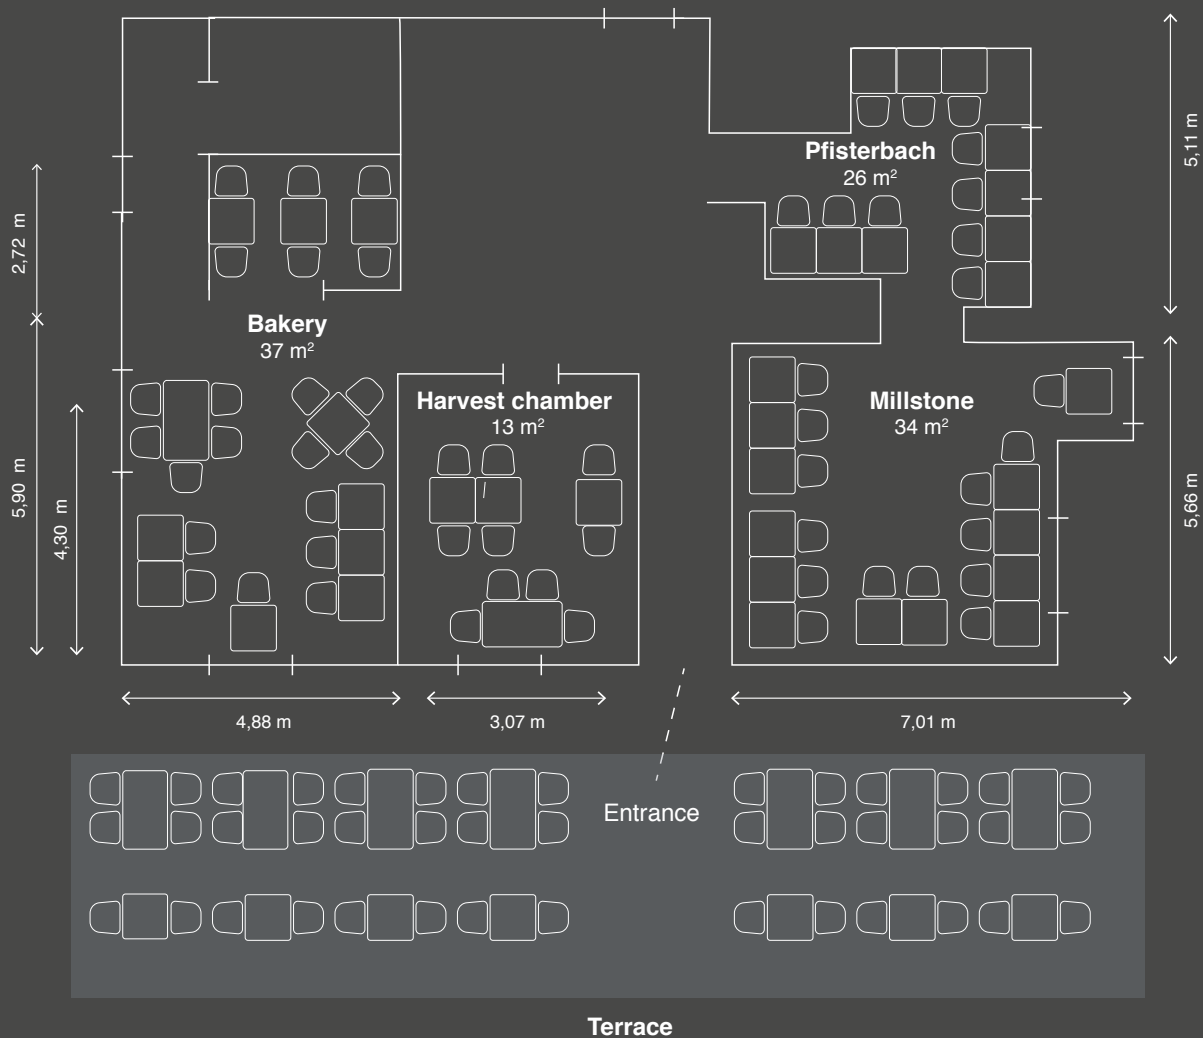 5,11 m
Pfisterbach
26 m²
2,72 m
Bakery
37 m²
Harvest chamber
13 m²
Millstone
34 m²
5,90 m
4,30 m
5,66 m
4,88 m
3,07 m
7,01 m
Entrance
Terrace